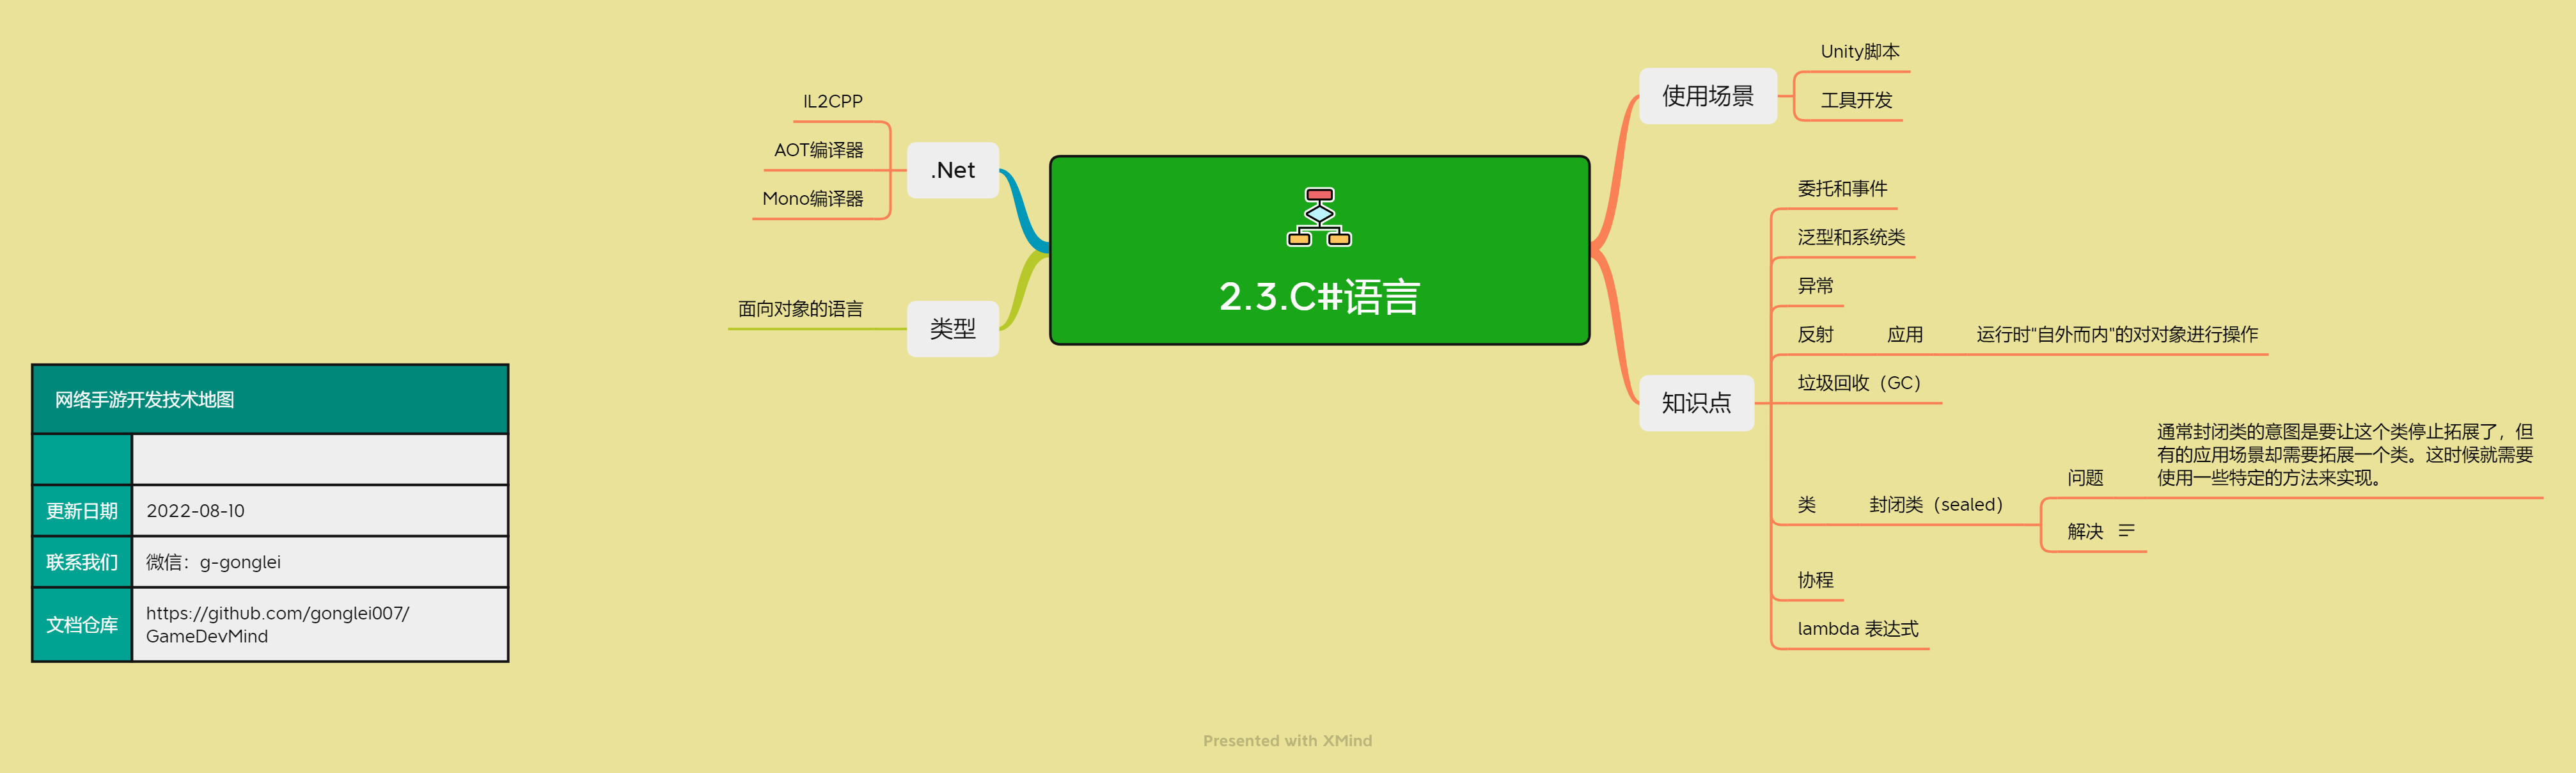 2.3.C#语言
使用场景
Unity脚本
工具开发
知识点
委托和事件
泛型和系统类
异常
反射
应用
运行时“自外而内”的对对象进行操作
垃圾回收（GC）
类
封闭类（sealed）
问题
通常封闭类的意图是要让这个类停止拓展了，但
有的应用场景却需要拓展一个类。这时候就需要
使用一些特定的方法来实现。
解决
协程
lambda 表达式
.Net
IL2CPP
AOT编译器
Mono编译器
类型
面向对象的语言
网络手游开发技术地图
更新日期
2022-08-10
联系我们
微信：g-gonglei
文档仓库
https://github.com/gonglei007/
GameDevMind
Presented with XMind